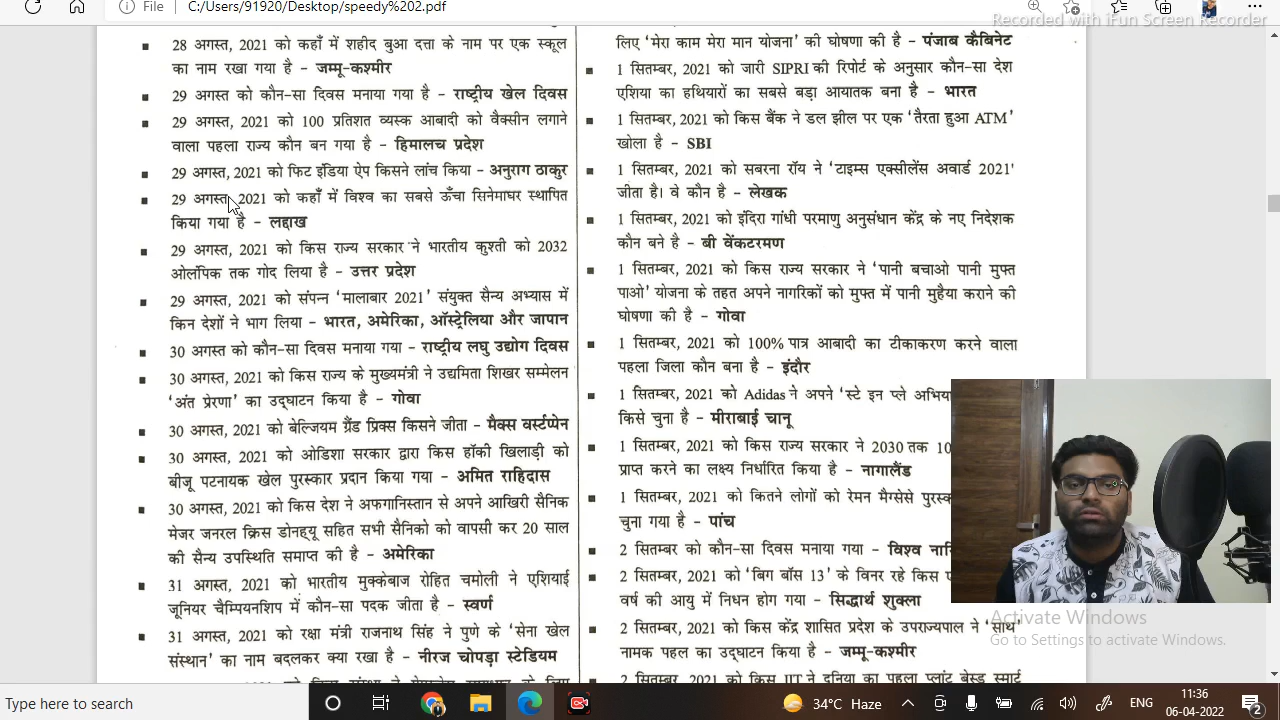 File
C:/Users/91920/Desktop/speedy%202.pdf
Recorded with iFun Screen Recorder
28 अगस्त, 2021 को कहाँ में शहीद बुआ दत्ता के नाम पर एक स्कूल
का नाम रखा गया है - जम्मू-कश्मीर
29 अगस्त को कौन-सा दिवस मनाया गया है - राष्ट्रीय खेल दिवस
29 अगस्त, 2021 को 100 प्रतिशत व्यस्क आबादी को वैक्सीन लगाने
वाला पहला राज्य कौन बन गया है - हिमालच प्रदेश
29 अगस्त, 2021 को फिट इंडिया ऐप किसने लांच किया - अनुराग ठाकुर
29 अगस्त, 2021 को कहाँ में विश्व का सबसे ऊँचा सिनेमाघर स्थापित
किया गया है - लद्दाख
29 अगस्त, 2021 को किस राज्य सरकार ने भारतीय कुश्ती को 2032
ओलंपिक तक गोद लिया है - उत्तर प्रदेश
29 अगस्त, 2021 को संपन्न 'मालाबार 2021' संयुक्त सैन्य अभ्यास में
किन देशों ने भाग लिया - भारत, अमेरिका, ऑस्ट्रेलिया और जापान
30 अगस्त को कौन-सा दिवस मनाया गया - राष्ट्रीय लघु उद्योग दिवस
30 अगस्त, 2021 को किस राज्य के मुख्यमंत्री ने उद्यमिता शिखर सम्मेलन
'अंत प्रेरणा' का उद्घाटन किया है - गोवा
30 अगस्त, 2021 को बेल्जियम ग्रैंड प्रिक्स किसने जीता - मैक्स वर्स्टप्पेन
30 अगस्त, 2021 को ओडिशा सरकार द्वारा किस हॉकी खिलाड़ी को
बीजू पटनायक खेल पुरस्कार प्रदान किया गया - अमित राहिदास
30 अगस्त, 2021 को किस देश ने अफगानिस्तान से अपने आखिरी सैनिक
मेजर जनरल क्रिस डोनह्यू सहित सभी सैनिको को वापसी कर 20 साल
की सैन्य उपस्थिति समाप्त की है - अमेरिका
31 अगस्त, 2021 को भारतीय मुक्केबाज रोहित चमोली ने एशियाई
जूनियर चैम्पियनशिप में कौन-सा पदक जीता है - स्वर्ण
31 अगस्त, 2021 को रक्षा मंत्री राजनाथ सिंह ने पुणे के 'सेना खेल
संस्थान' का नाम बदलकर क्या रखा है - नीरज चोपड़ा स्टेडियम
लिए 'मेरा काम मेरा मान योजना' की घोषणा की है - पंजाब कैबिनेट
1 सितम्बर, 2021 को जारी SIPRI की रिपोर्ट के अनुसार कौन-सा देश
एशिया का हथियारों का सबसे बड़ा आयातक बना है - भारत
1 सितम्बर, 2021 को किस बैंक ने डल झील पर एक 'तैरता हुआ ATM'
खोला है - SBI
1 सितम्बर, 2021 को सबरना रॉय ने 'टाइम्स एक्सीलेंस अवार्ड 2021'
जीता है। वे कौन है - लेखक
1 सितम्बर, 2021 को इंदिरा गांधी परमाणु अनुसंधान केंद्र के नए निदेशक
कौन बने है - बी वेंकटरमण
1 सितम्बर, 2021 को किस राज्य सरकार ने 'पानी बचाओ पानी मुफ्त
पाओ' योजना के तहत अपने नागरिकों को मुफ्त में पानी मुहैया कराने की
घोषणा की है - गोवा
1 सितम्बर, 2021 को 100% पात्र आबादी का टीकाकरण करने वाला
पहला जिला कौन बना है - इंदौर
1 सितम्बर, 2021 को Adidas ने अपने 'स्टे इन प्ले
किसे चुना है - मीराबाई चानू
1 सितम्बर, 2021 को किस राज्य सरकार ने 2030 तक 10
प्राप्त करने का लक्ष्य निर्धारित किया है - नागालैंड
1 सितम्बर, 2021 को कितने लोगों को रेमन मैग्सेसे
चुना गया है - पांच
2 सितम्बर को कौन-सा दिवस मनाया गया - विश्व
2 सितम्बर, 2021 को 'बिग बॉस 13' के विनर रहे किस
वर्ष की आयु में निधन होग गया - सिद्धार्थ शुक्ला
2 सितम्बर, 2021 को किस केंद्र शासित प्रदेश के उपराज्यपाल ने 'साथ'
नामक पहल का उद्घाटन किया है - जम्मू-कश्मीर
2 सितम्बर, 2021 को किस IIT ने दुनिया का पहला प्लांट बेस्ड स्मार्ट
Activate Windows
Go to Settings to activate Windows.
Type here to search
34°C Haze
ENG
11:36
06-04-2022
2